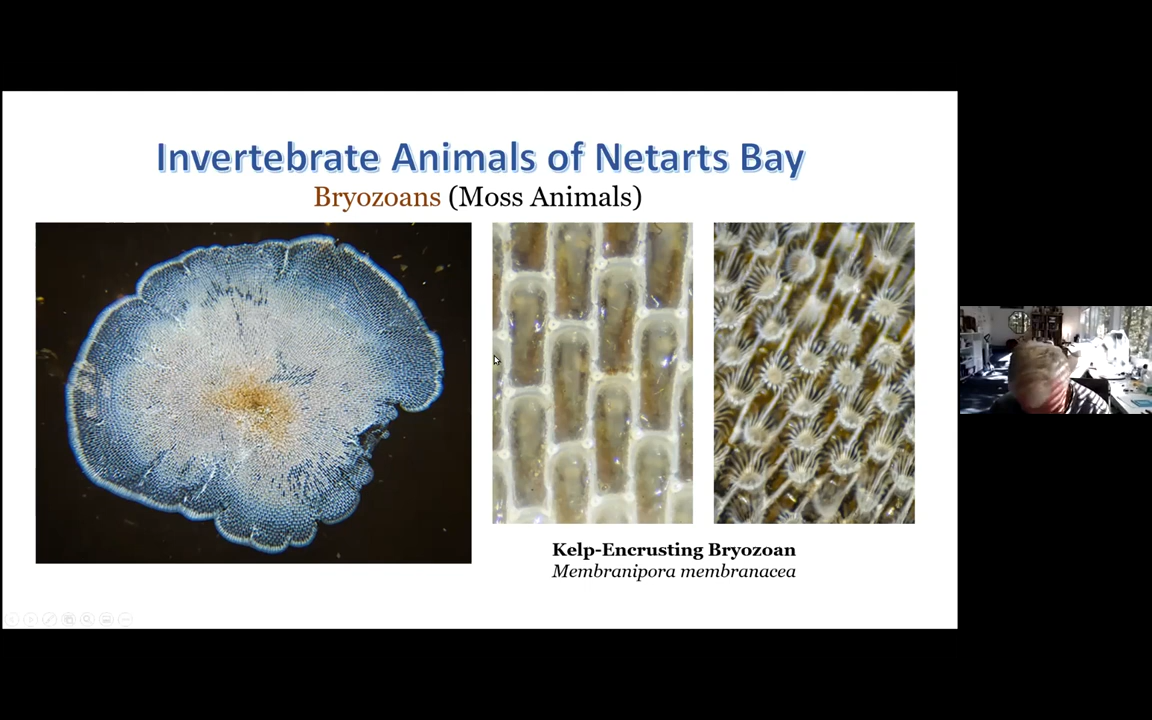 Invertebrate Animals of Netarts Bay
Bryozoans (Moss Animals)
Kelp-Encrusting Bryozoan
Membranipora membranacea